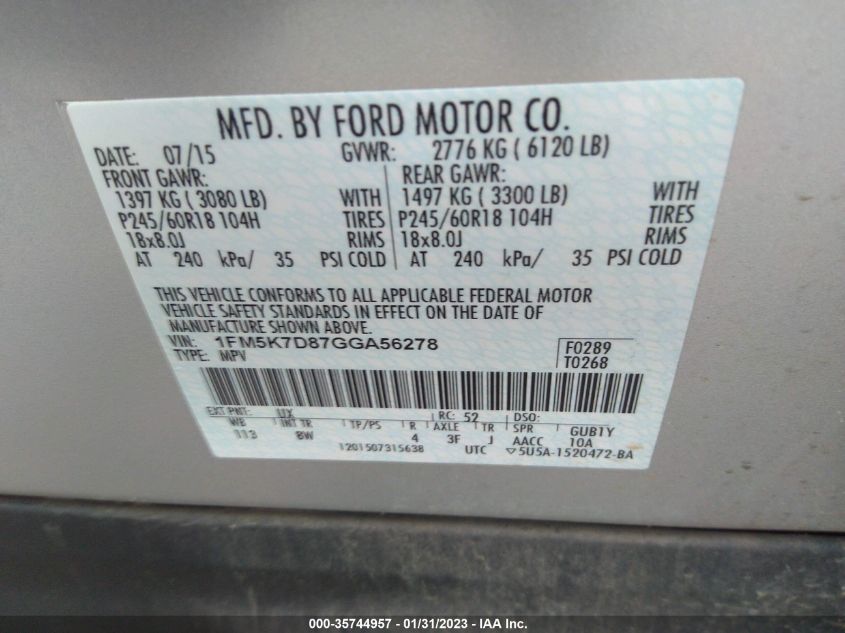 MFD. BY FORD MOTOR CO.
DATE: 07/15 GVWR: 2776 KG ( 6120 LB)
FRONT GAWR: REAR GAWR:
1397 KG ( 3080 LB) WITH 1497 KG ( 3300 LB) WITH
P245/60R18 104H TIRES P245/60R18 104H TIRES
18x8.0J RIMS 18x8.0J RIMS
AT 240 kPa/ 35 PSI COLD AT 240 kPa/ 35 PSI COLD
THIS VEHICLE CONFORMS TO ALL APPLICABLE FEDERAL MOTOR
VEHICLE SAFETY STANDARDS IN EFFECT ON THE DATE OF
MANUFACTURE SHOWN ABOVE.
VIN: 1FM5K7D87GGA56278 F0289
TYPE: MPV T0268
EXT PNT: UX RC: 52 DSO:
WB INT TR TP/PS R AXLE TR SPR GUB1Y
113 8W 4 3F J AACC 10A
1201507315638 UTC ▽5U5A-1520472-BA
000-35744957 / 01/31/2023 - IAA Inc.